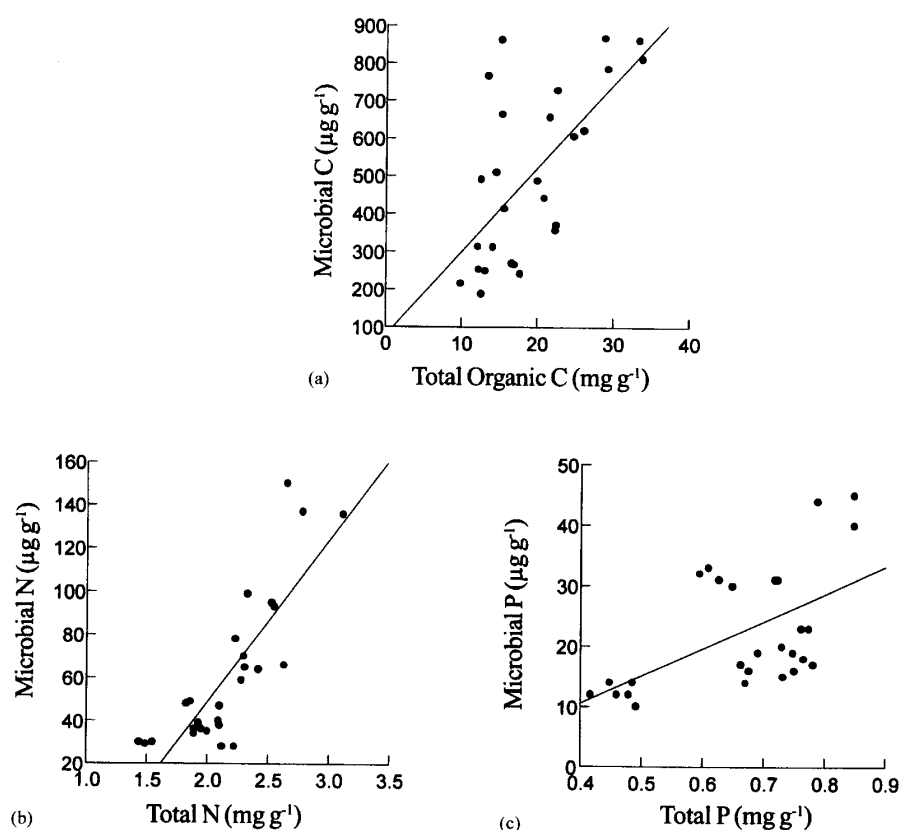 900
800
700
600
500
400
300
200
100
Microbial C (µg g⁻¹)
0 10 20 30 40
(a) Total Organic C (mg g⁻¹)
160
140
120
100
80
60
40
20
Microbial N (µg g⁻¹)
1.0 1.5 2.0 2.5 3.0 3.5
(b) Total N (mg g⁻¹)
50
40
30
20
10
0
Microbial P (µg g⁻¹)
0.4 0.5 0.6 0.7 0.8 0.9
(c) Total P (mg g⁻¹)